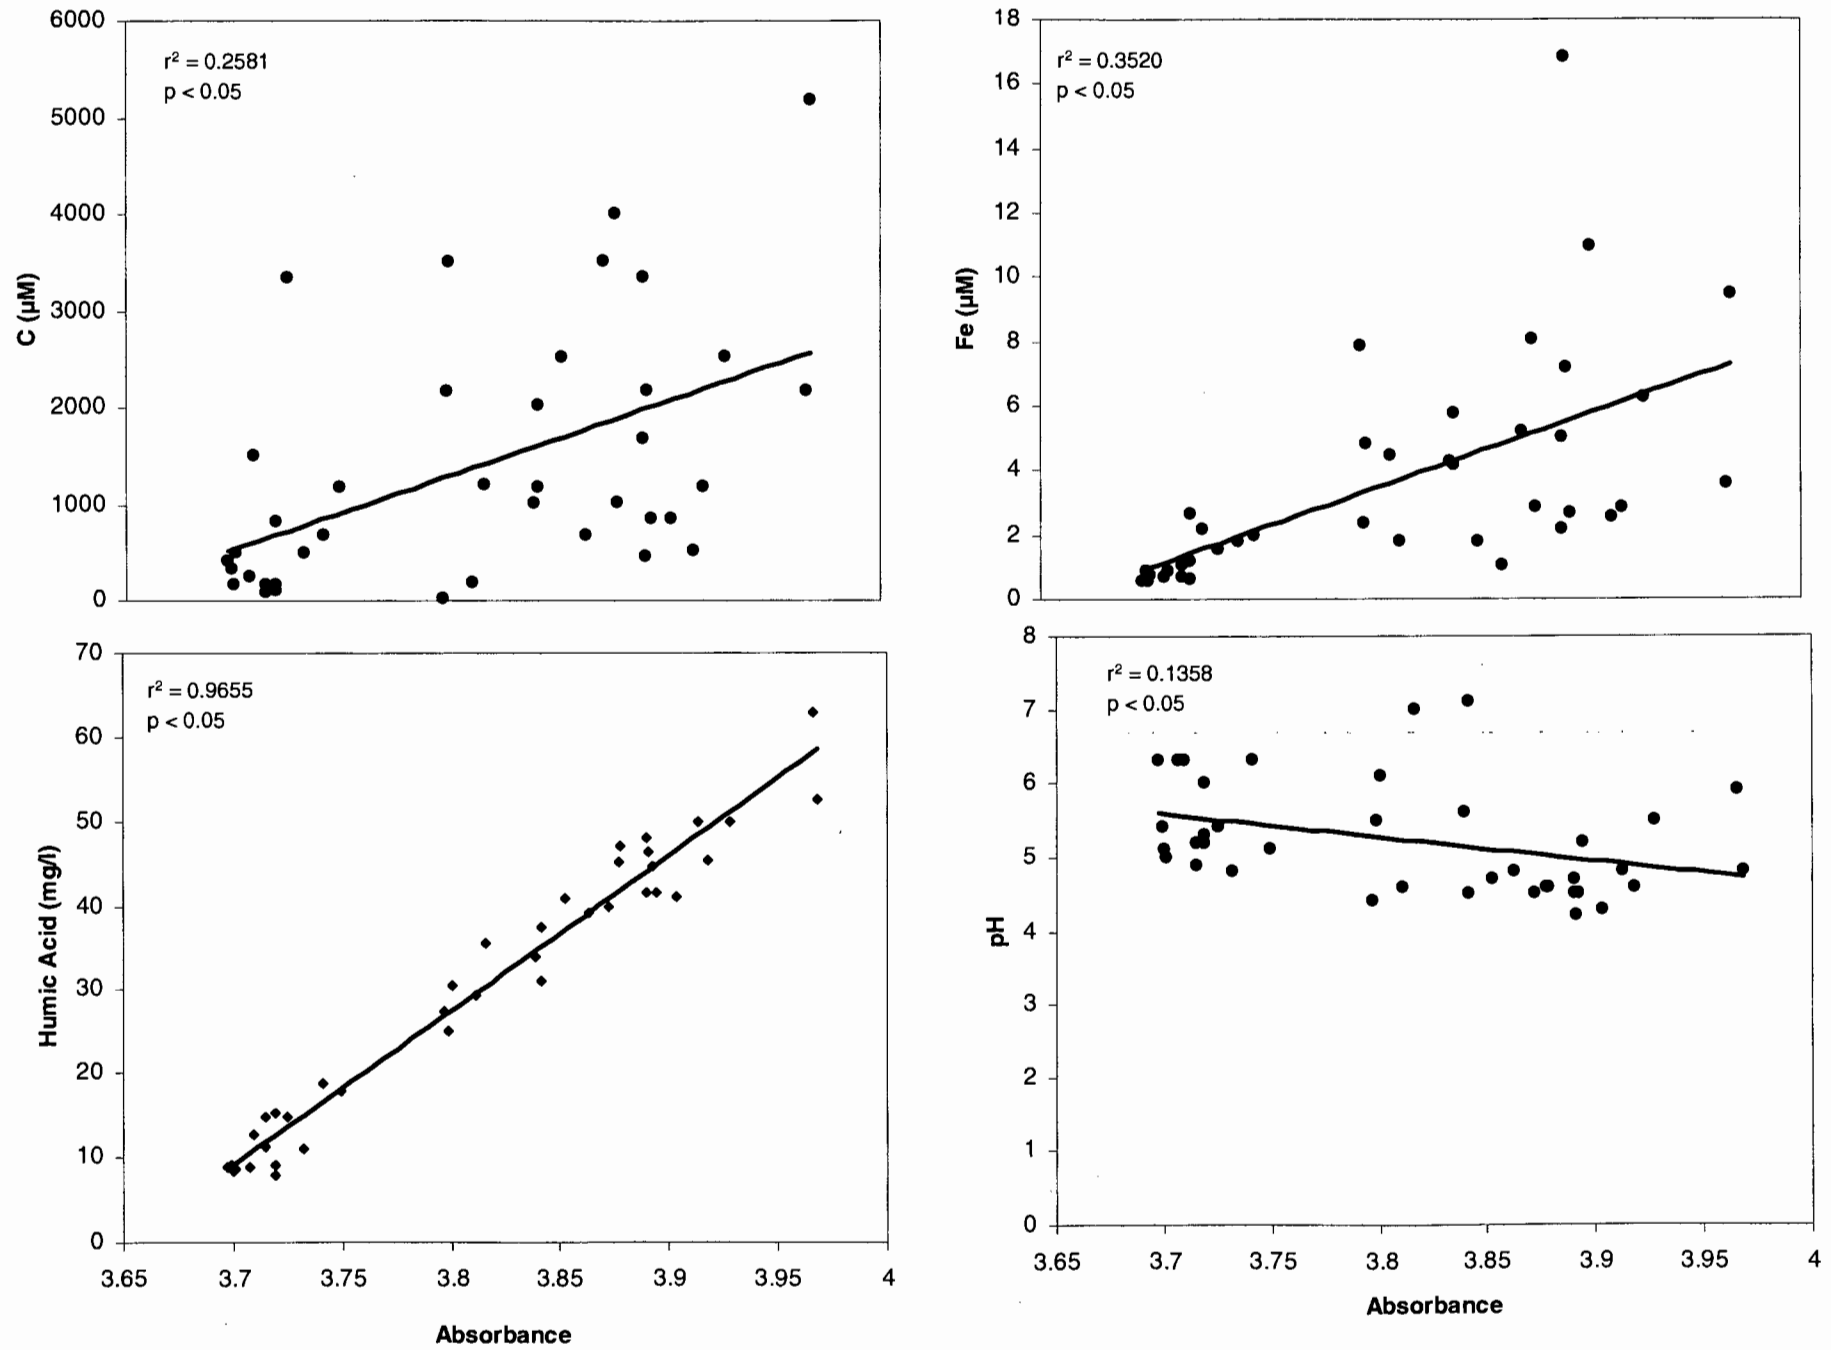 6000
5000
4000
3000
2000
1000
0
C (µM)
r² = 0.2581
p < 0.05
18
16
14
12
10
8
6
4
2
0
Fe (µM)
r² = 0.3520
p < 0.05
70
60
50
40
30
20
10
0
Humic Acid (mg/l)
r² = 0.9655
p < 0.05
3.65 3.7 3.75 3.8 3.85 3.9 3.95 4
Absorbance
8
7
6
5
4
3
2
1
0
pH
r² = 0.1358
p < 0.05
3.65 3.7 3.75 3.8 3.85 3.9 3.95 4
Absorbance